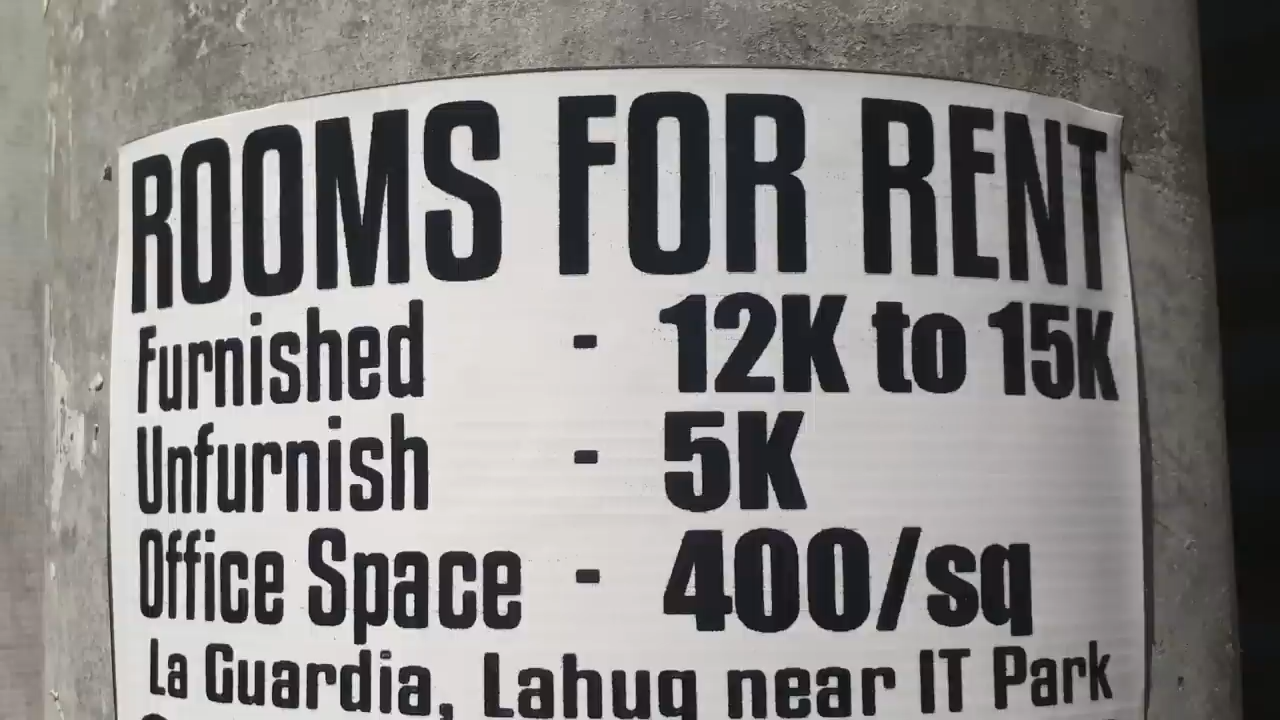 ROOMS FOR RENT
Furnished - 12K to 15K
Unfurnish - 5K
Office Space - 400/sq
La Guardia, Lahug near IT Park